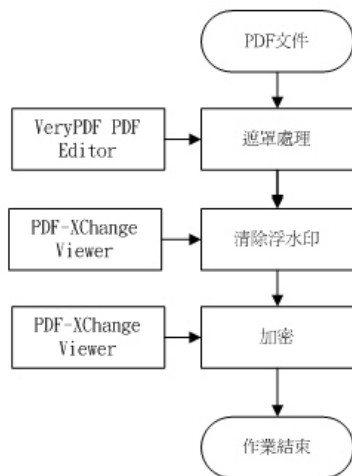 PDF文件
VeryPDF PDF
Editor
遮罩處理
PDF-XChange
Viewer
清除浮水印
PDF-XChange
Viewer
加密
作業結束